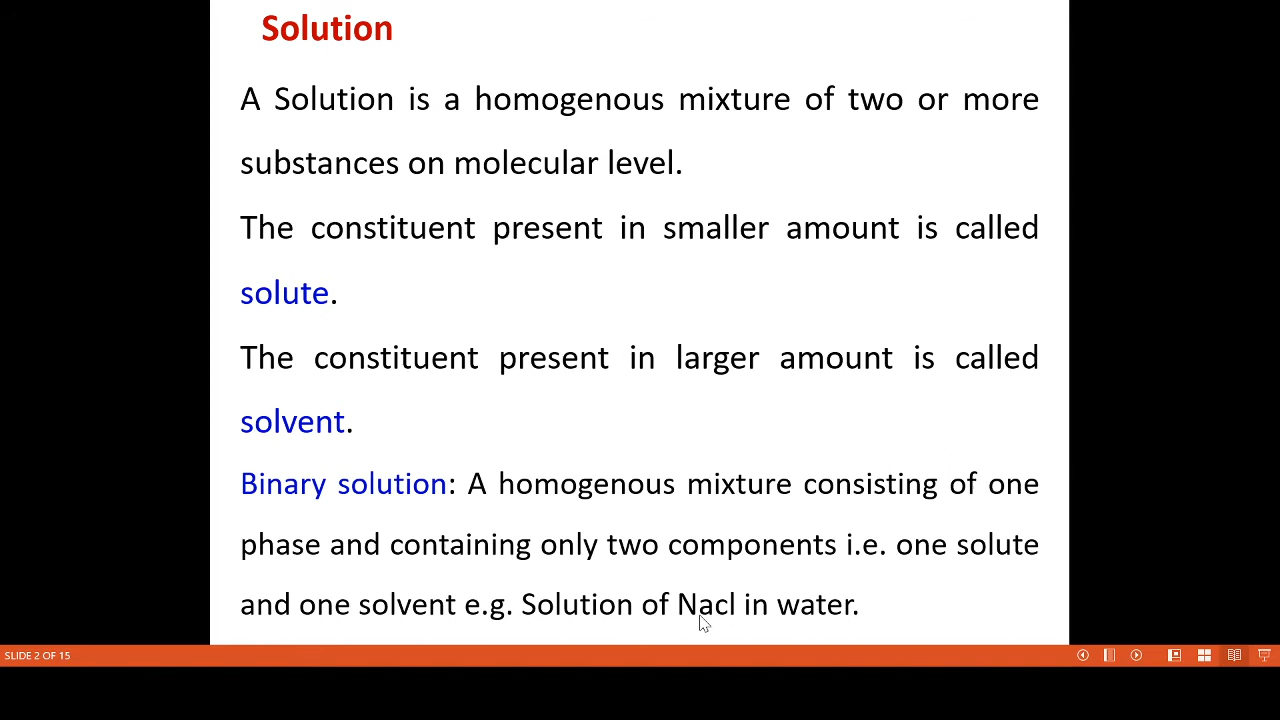 Solution
A Solution is a homogenous mixture of two or more
substances on molecular level.
The constituent present in smaller amount is called
solute.
The constituent present in larger amount is called
solvent.
Binary solution: A homogenous mixture consisting of one
phase and containing only two components i.e. one solute
and one solvent e.g. Solution of Nacl in water.
SLIDE 2 OF 15